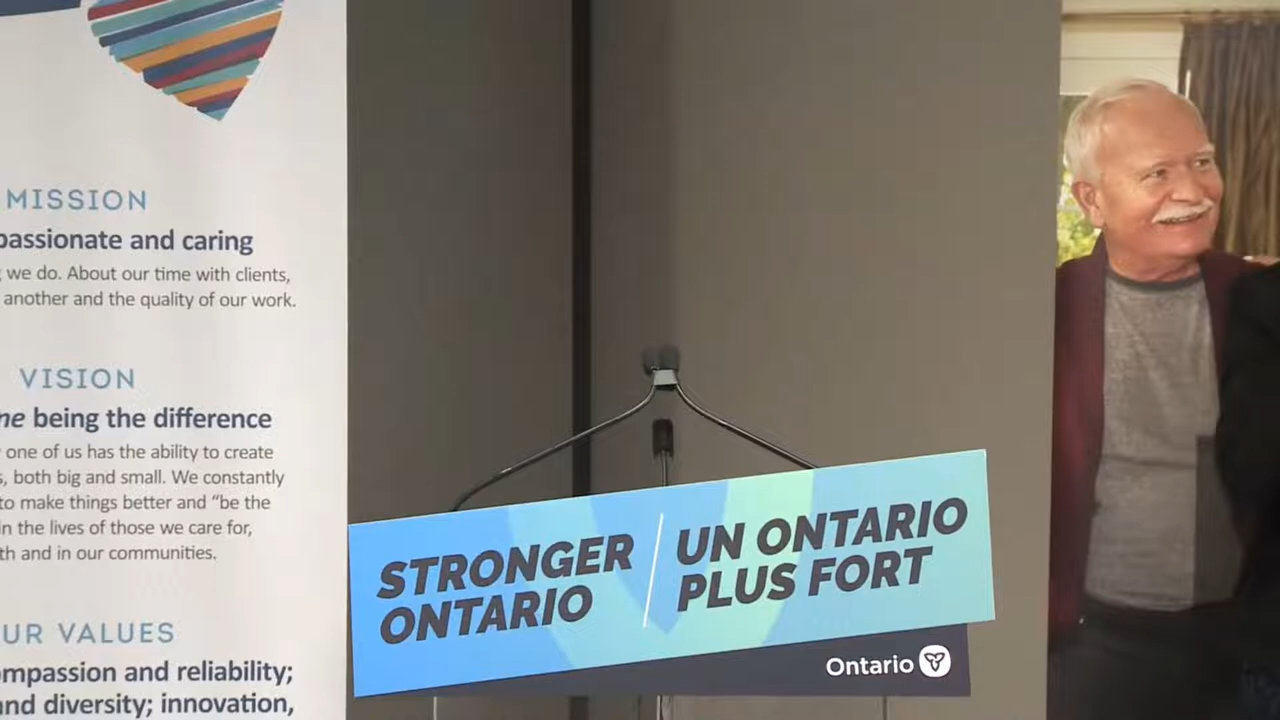 MISSION
passionate and caring
we do. About our time with clients,
another and the quality of our work.
VISION
being the difference
one of us has the ability to create
both big and small. We constantly
to make things better and “be the
in the lives of those we care for,
and in our communities.
VALUES
and reliability;
and diversity; innovation,
STRONGER
ONTARIO
UN ONTARIO
PLUS FORT
Ontario